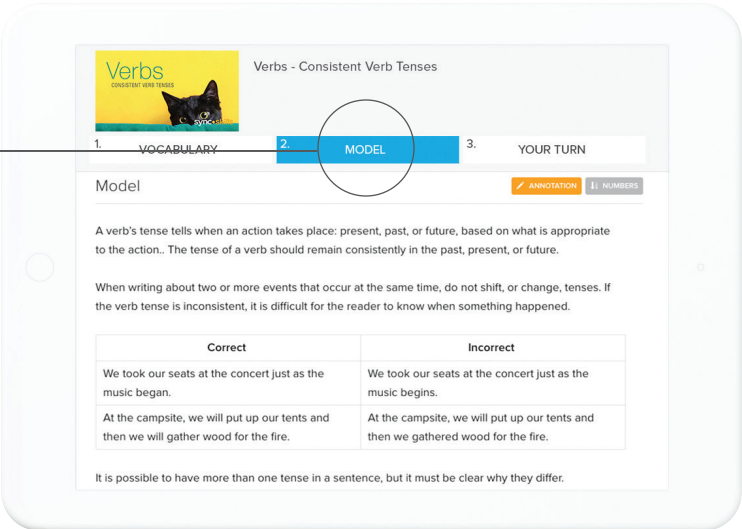 Verbs
CONSISTENT VERB TENSES
sync•skills
Verbs - Consistent Verb Tenses
1. VOCABULARY
2. MODEL
3. YOUR TURN
Model
ANNOTATION
NUMBERS
A verb's tense tells when an action takes place: present, past, or future, based on what is appropriate
to the action.. The tense of a verb should remain consistently in the past, present, or future.
When writing about two or more events that occur at the same time, do not shift, or change, tenses. If
the verb tense is inconsistent, it is difficult for the reader to know when something happened.
Correct
Incorrect
We took our seats at the concert just as the
music began.
We took our seats at the concert just as the
music begins.
At the campsite, we will put up our tents and
then we will gather wood for the fire.
At the campsite, we will put up our tents and
then we gathered wood for the fire.
It is possible to have more than one tense in a sentence, but it must be clear why they differ.